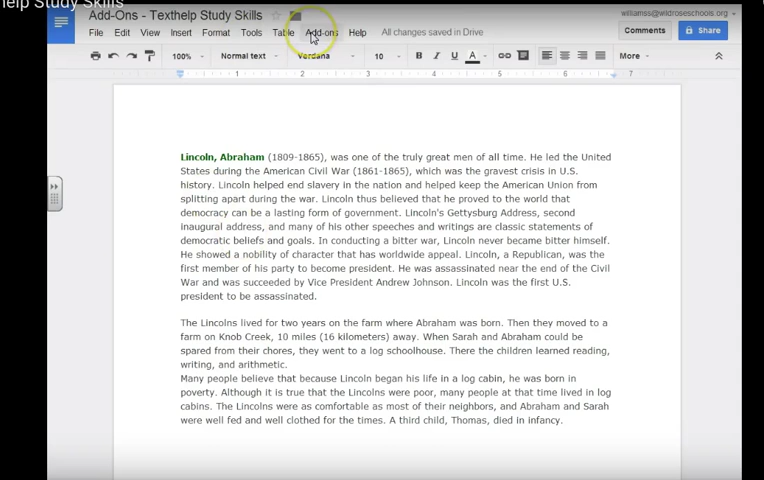 help Study Skills
Add-Ons - Texthelp Study Skills
williamss@wildroseschools.org
File Edit View Insert Format Tools Table Add-ons Help All changes saved in Drive
Comments Share
100% Normal text Verdana 10 B I U A More
1 2 3 4 5 6 7
Lincoln, Abraham (1809-1865), was one of the truly great men of all time. He led the United
States during the American Civil War (1861-1865), which was the gravest crisis in U.S.
history. Lincoln helped end slavery in the nation and helped keep the American Union from
splitting apart during the war. Lincoln thus believed that he proved to the world that
democracy can be a lasting form of government. Lincoln's Gettysburg Address, second
inaugural address, and many of his other speeches and writings are classic statements of
democratic beliefs and goals. In conducting a bitter war, Lincoln never became bitter himself.
He showed a nobility of character that has worldwide appeal. Lincoln, a Republican, was the
first member of his party to become president. He was assassinated near the end of the Civil
War and was succeeded by Vice President Andrew Johnson. Lincoln was the first U.S.
president to be assassinated.
The Lincolns lived for two years on the farm where Abraham was born. Then they moved to a
farm on Knob Creek, 10 miles (16 kilometers) away. When Sarah and Abraham could be
spared from their chores, they went to a log schoolhouse. There the children learned reading,
writing, and arithmetic.
Many people believe that because Lincoln began his life in a log cabin, he was born in
poverty. Although it is true that the Lincolns were poor, many people at that time lived in log
cabins. The Lincolns were as comfortable as most of their neighbors, and Abraham and Sarah
were well fed and well clothed for the times. A third child, Thomas, died in infancy.